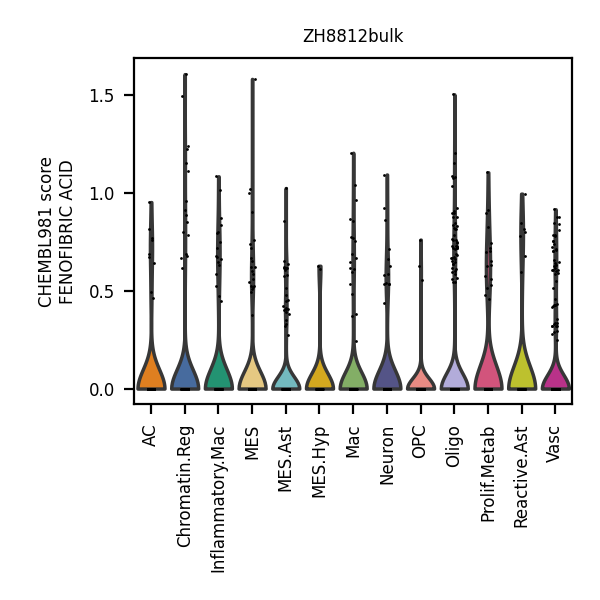 ZH8812bulk
CHEMBL981 score
FENOFIBRIC ACID
1.5
1.0
0.5
0.0
AC
Chromatin.Reg
Inflammatory.Mac
MES
MES.Ast
MES.Hyp
Mac
Neuron
OPC
Oligo
Prolif.Metab
Reactive.Ast
Vasc